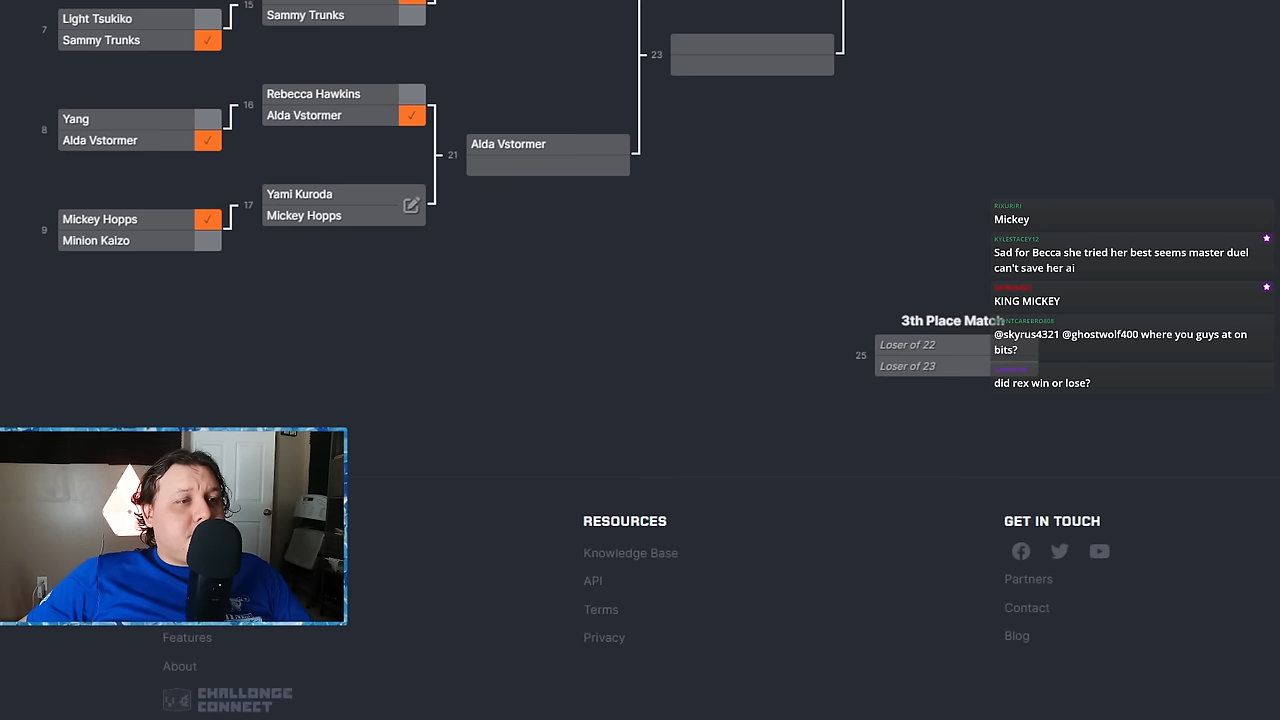 7
Light Tsukiko
Sammy Trunks
15
Sammy Trunks
8
Yang
Alda Vstormer
16
Rebecca Hawkins
Alda Vstormer
9
Mickey Hopps
Minion Kaizo
17
Yami Kuroda
Mickey Hopps
21
Alda Vstormer
23
3th Place Match
25
Loser of 22
Loser of 23
RIXURIRI
Mickey
KYLESTACEY12
Sad for Becca she tried her best seems master duel
can't save her ai
KING MICKEY
@skyrus4321 @ghostwolf400 where you guys at on
bits?
did rex win or lose?
Features
About
CHALLONGE
CONNECT
RESOURCES
Knowledge Base
API
Terms
Privacy
GET IN TOUCH
Partners
Contact
Blog